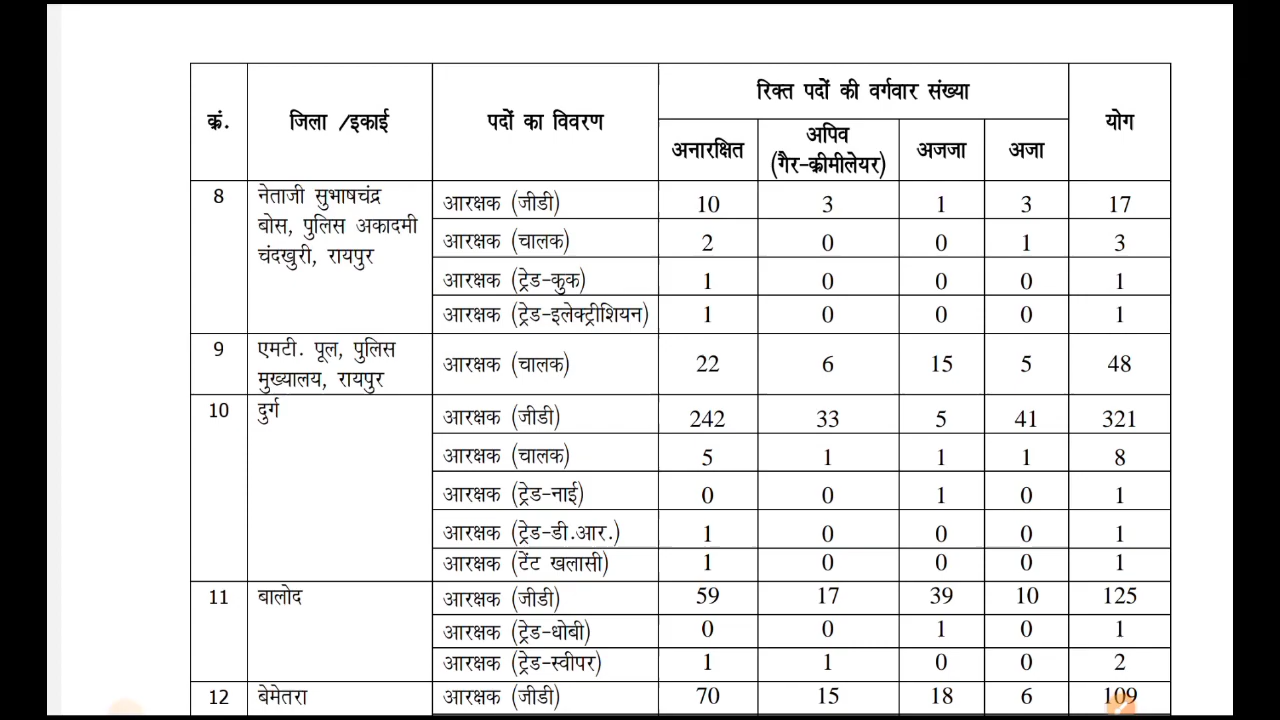 क्रं. जिला /इकाई पदों का विवरण रिक्त पदों की वर्गवार संख्या योग
अनारक्षित अपिव (गैर-क्रीमीलेयर) अजजा अजा
8 नेताजी सुभाषचंद्र आरक्षक (जीडी) 10 3 1 3 17
बोस, पुलिस अकादमी आरक्षक (चालक) 2 0 0 1 3
चंदखुरी, रायपुर आरक्षक (ट्रेड-कुक) 1 0 0 0 1
आरक्षक (ट्रेड-इलेक्ट्रीशियन) 1 0 0 0 1
9 एमटी. पूल, पुलिस
मुख्यालय, रायपुर आरक्षक (चालक) 22 6 15 5 48
10 दुर्ग आरक्षक (जीडी) 242 33 5 41 321
आरक्षक (चालक) 5 1 1 1 8
आरक्षक (ट्रेड-नाई) 0 0 1 0 1
आरक्षक (ट्रेड-डी.आर.) 1 0 0 0 1
आरक्षक (टेंट खलासी) 1 0 0 0 1
11 बालोद आरक्षक (जीडी) 59 17 39 10 125
आरक्षक (ट्रेड-धोबी) 0 0 1 0 1
आरक्षक (ट्रेड-स्वीपर) 1 1 0 0 2
12 बेमेतरा आरक्षक (जीडी) 70 15 18 6 109